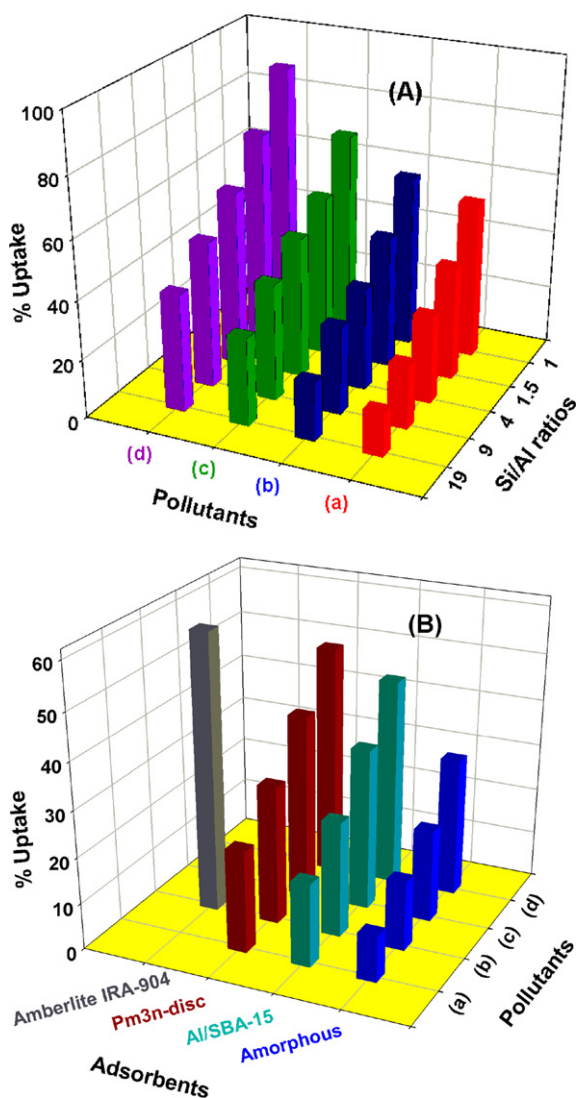 (A)
100
80
60
40
20
0
% Uptake
(d)
(c)
(b)
(a)
Pollutants
19
9
4
1.5
1
Si/Al ratios
(B)
60
50
40
30
20
10
0
% Uptake
Amberlite IRA-904
Pm3n-disc
Al/SBA-15
Amorphous
Adsorbents
(a)
(b)
(c)
(d)
Pollutants